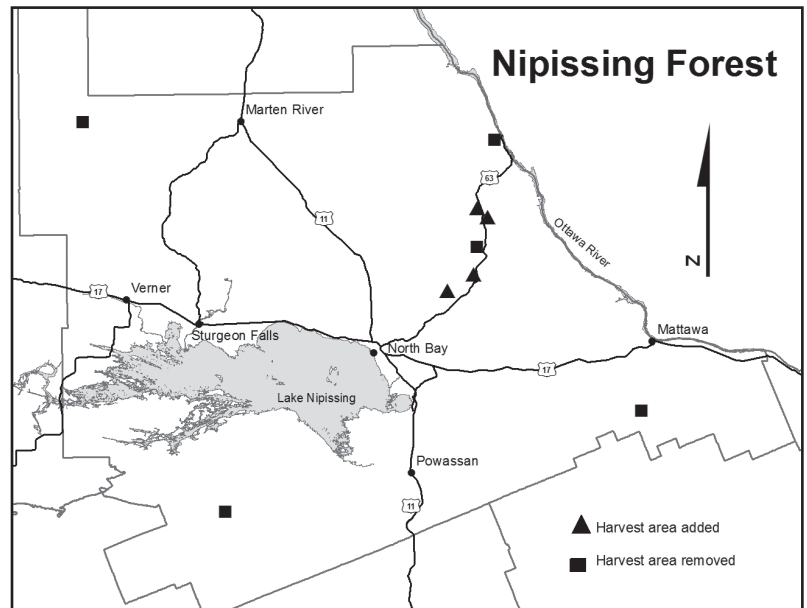 Nipissing Forest
Marten River
63
11
Ottawa River
N
17
Verner
Sturgeon Falls
Mattawa
North Bay
17
Lake Nipissing
Powassan
11
Harvest area added
Harvest area removed